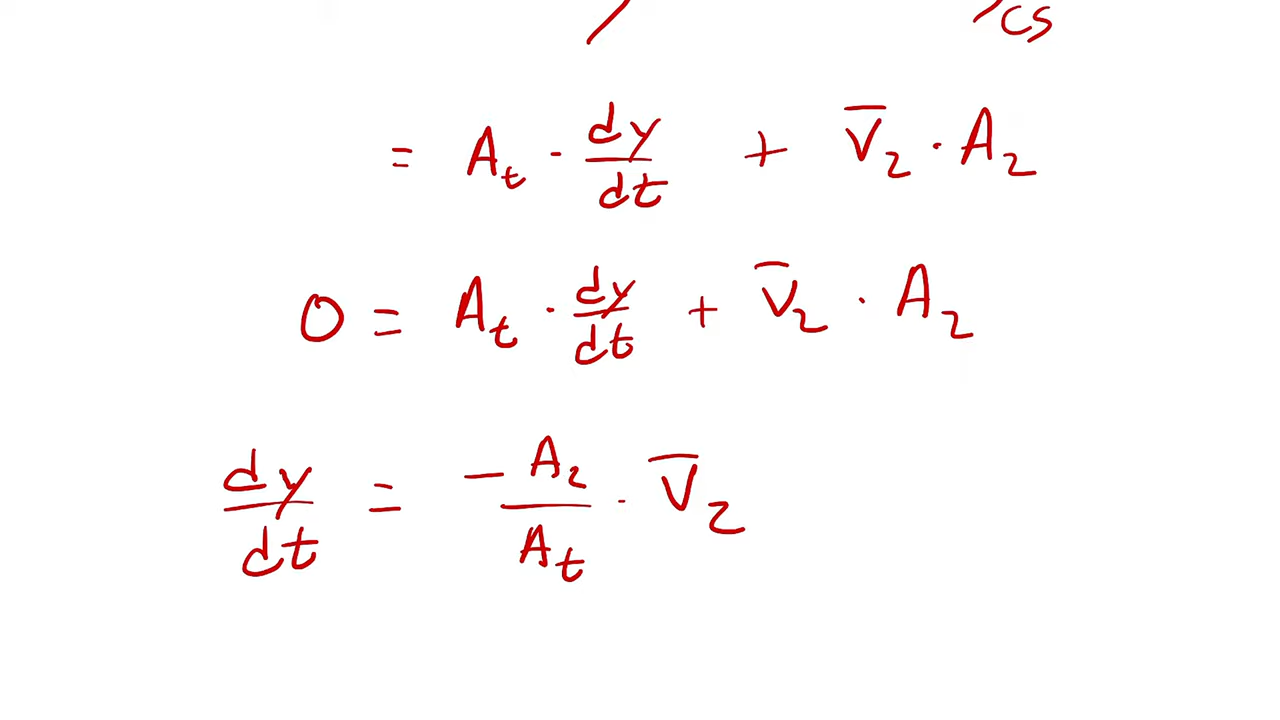 CS
= A_t · dy/dt + V̅_2 · A_2
0 = A_t · dy/dt + V̅_2 · A_2
dy/dt = -A_2/A_t · V̅_2